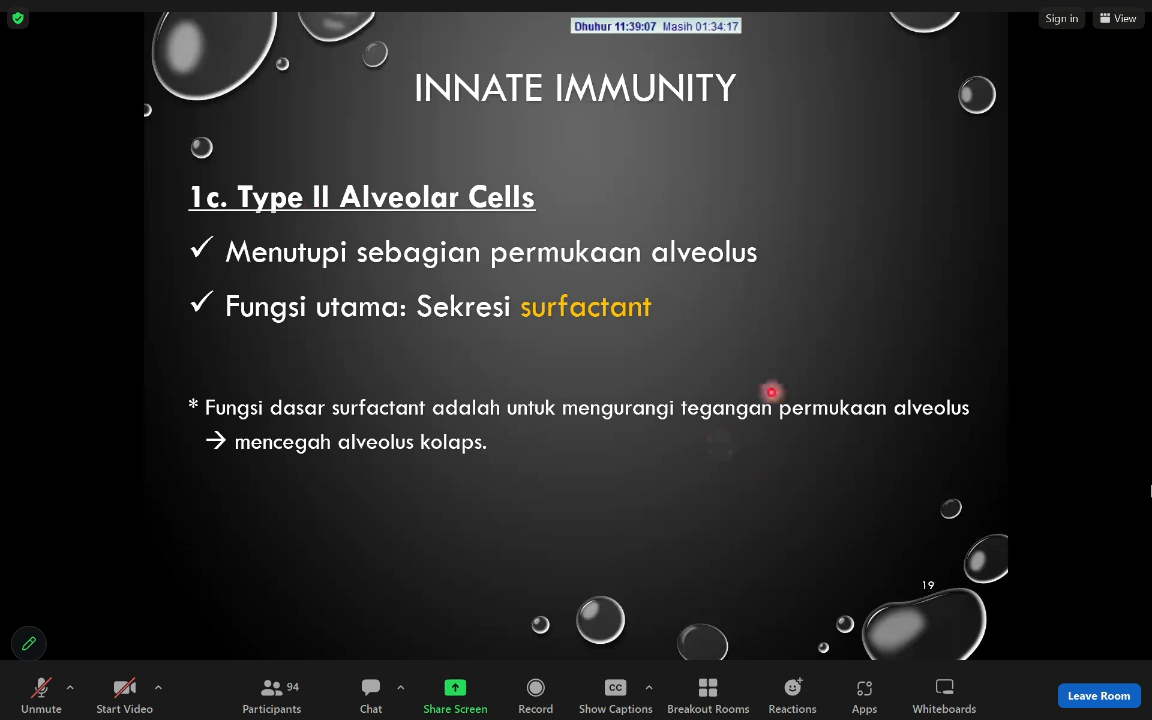 Dhuhur 11:39:07 Masih 01:34:17
Sign in
View
INNATE IMMUNITY
1c. Type II Alveolar Cells
✓ Menutupi sebagian permukaan alveolus
✓ Fungsi utama: Sekresi surfactant
* Fungsi dasar surfactant adalah untuk mengurangi tegangan permukaan alveolus
→ mencegah alveolus kolaps.
19
Unmute
Start Video
Participants
94
Chat
Share Screen
Record
CC
Show Captions
Breakout Rooms
Reactions
Apps
Whiteboards
Leave Room